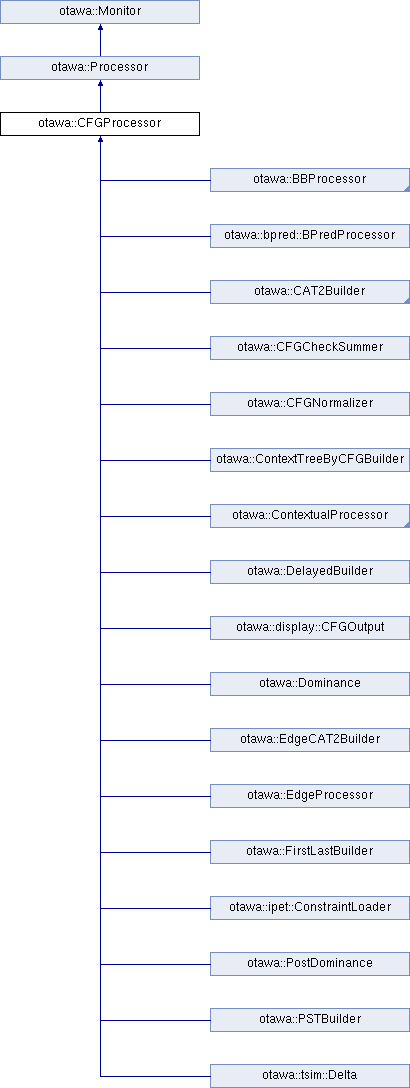 otawa::Monitor
otawa::Processor
otawa::CFGProcessor
otawa::BBProcessor
otawa::bpred::BPredProcessor
otawa::CAT2Builder
otawa::CFGCheckSummer
otawa::CFGNormalizer
otawa::ContextTreeByCFGBuilder
otawa::ContextualProcessor
otawa::DelayedBuilder
otawa::display::CFGOutput
otawa::Dominance
otawa::EdgeCAT2Builder
otawa::EdgeProcessor
otawa::FirstLastBuilder
otawa::ipet::ConstraintLoader
otawa::PostDominance
otawa::PSTBuilder
otawa::tsim::Delta